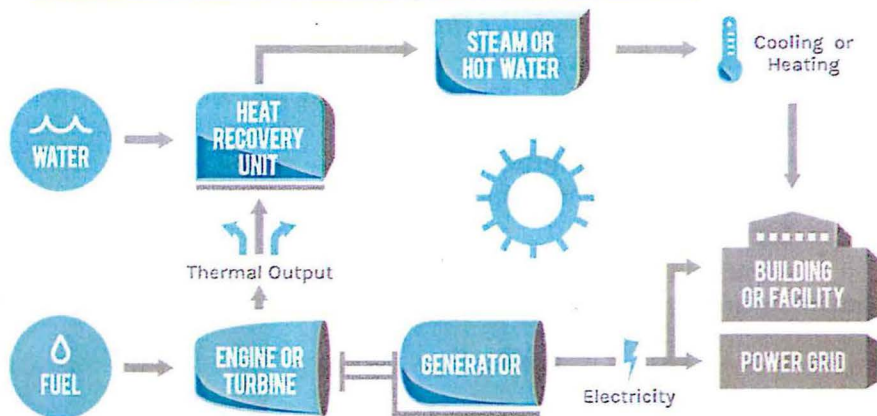 STEAM OR
HOT WATER
Cooling or
Heating
HEAT
RECOVERY
UNIT
WATER
Thermal Output
BUILDING
OR FACILITY
FUEL
ENGINE OR
TURBINE
GENERATOR
Electricity
POWER GRID